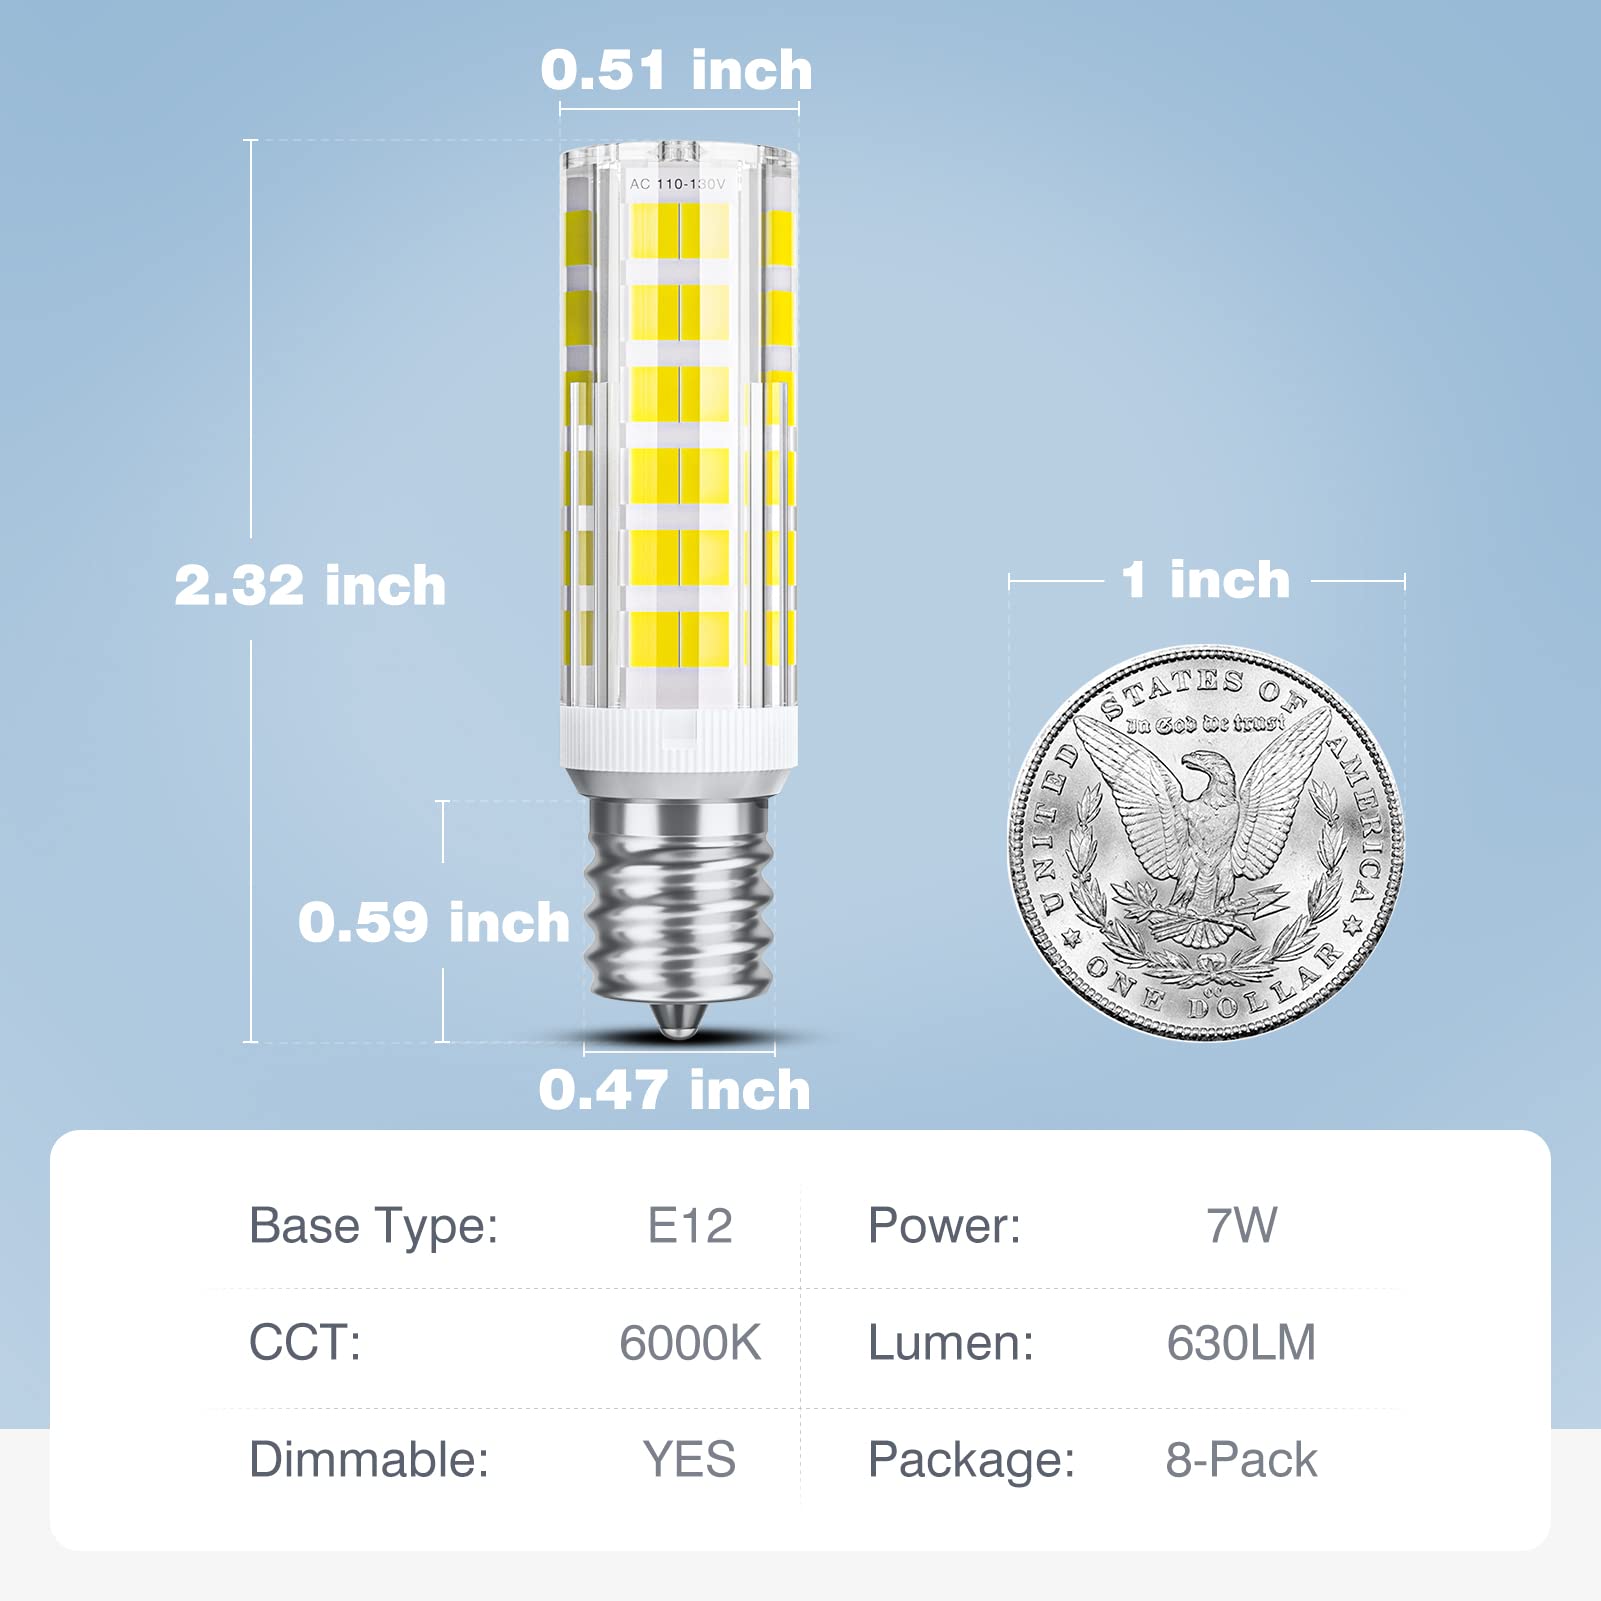 0.51 inch
AC 110-130V
2.32 inch
1 inch
UNITED STATES OF AMERICA
In God we trust
0.59 inch
ONE DOLLAR
CC
0.47 inch
Base Type: E12 Power: 7W
CCT: 6000K Lumen: 630LM
Dimmable: YES Package: 8-Pack